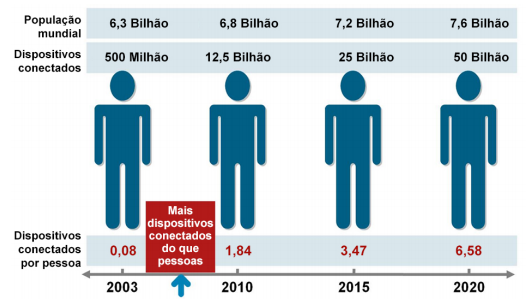 População mundial
6,3 Bilhão 6,8 Bilhão 7,2 Bilhão 7,6 Bilhão
Dispositivos conectados
500 Milhão 12,5 Bilhão 25 Bilhão 50 Bilhão
Mais
dispositivos
conectados
do que
pessoas
Dispositivos
conectados
por pessoa
0,08 1,84 3,47 6,58
2003 2010 2015 2020